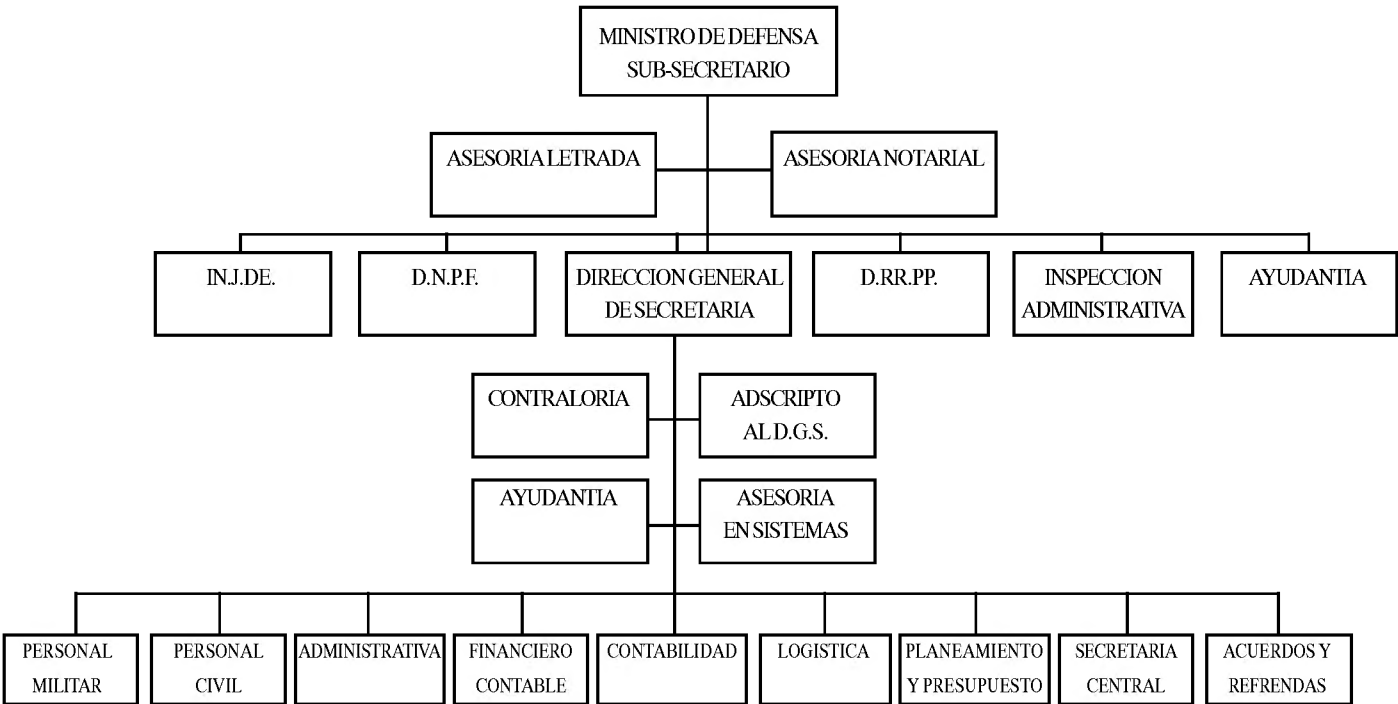 MINISTRO DE DEFENSA
SUB-SECRETARIO
ASESORIA LETRADA
ASESORIA NOTARIAL
IN.J.DE.
D.N.P.F.
DIRECCION GENERAL
DE SECRETARIA
D.RR.PP.
INSPECCION
ADMINISTRATIVA
AYUDANTIA
CONTRALORIA
ADSCRIPTO
AL D.G.S.
AYUDANTIA
ASESORIA
EN SISTEMAS
PERSONAL
MILITAR
PERSONAL
CIVIL
ADMINISTRATIVA
FINANCIERO
CONTABLE
CONTABILIDAD
LOGISTICA
PLANEAMIENTO
Y PRESUPUESTO
SECRETARIA
CENTRAL
ACUERDOS Y
REFRENDAS